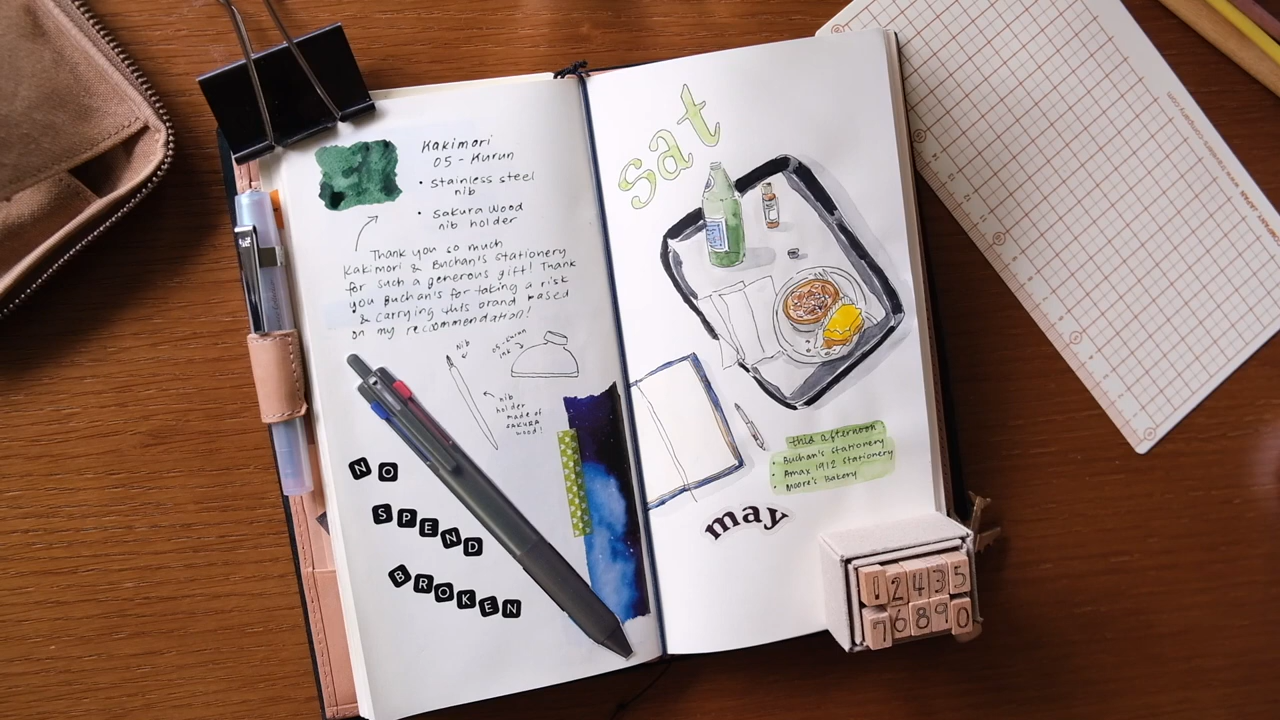 Kakimori
05 - Kurun
• stainless steel
nib
• Sakura Wood
nib holder
Thank you so much
Kakimori & Buchan's Stationery
for such a generous gift! Thank
you Buchan's for taking a risk
& carrying this brand based
on my recommendation!
Nib
05-Kurun
ink
nib
holder
made of
SAKURA
wood!
NO
SPEND
BROKEN
sat
this afternoon
• Buchan's Stationery
• Amax 1912 Stationery
• Moore's Bakery
may
1 2 4 3 5
7 6 8 9 0